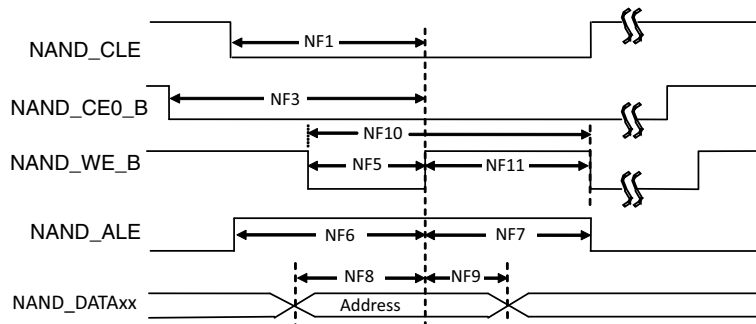 NF1
NAND_CLE
NF3
NAND_CE0_B
NF10
NF5
NF11
NAND_WE_B
NAND_ALE
NF6
NF7
NF8
NF9
NAND_DATAxx
Address